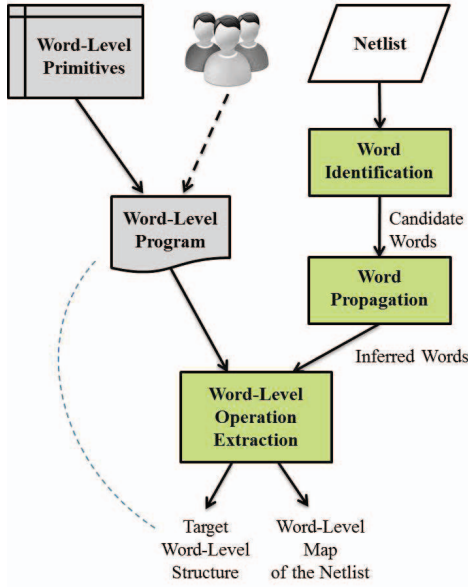 Word-Level
Primitives
Netlist
Word
Identification
Candidate
Words
Word-Level
Program
Word
Propagation
Inferred Words
Word-Level
Operation
Extraction
Target
Word-Level
Structure
Word-Level
Map
of the Netlist